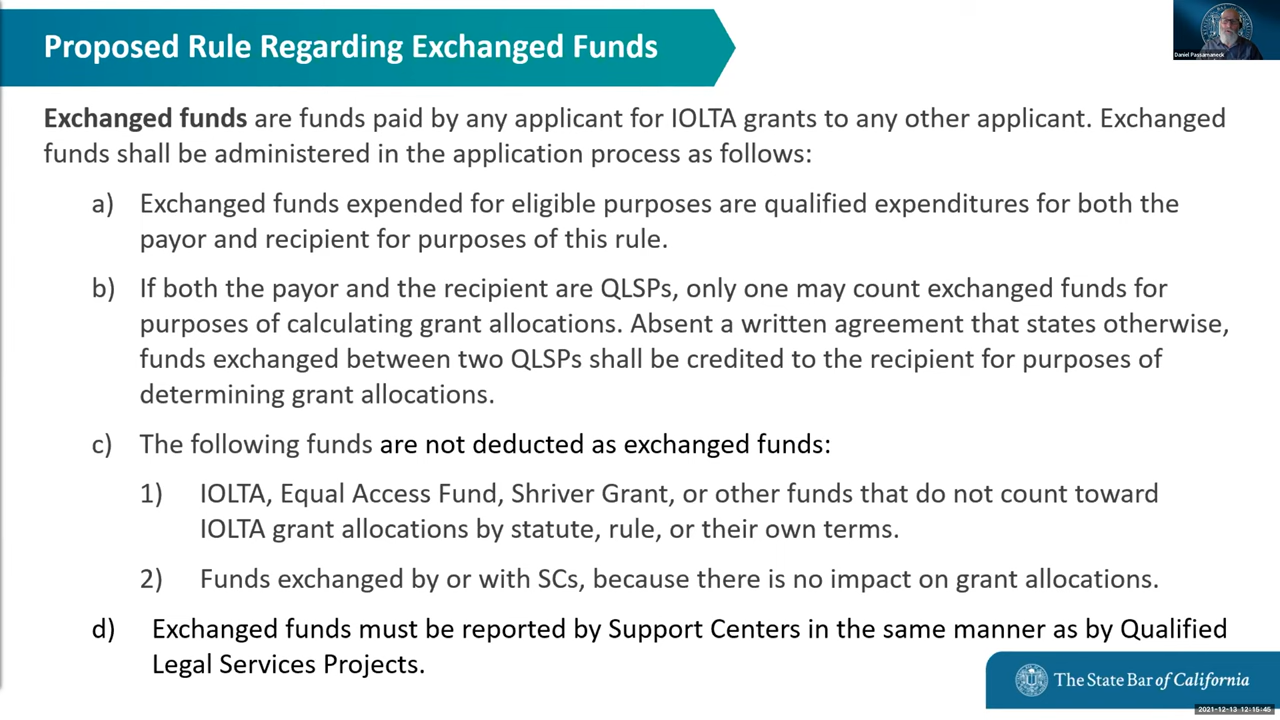 Proposed Rule Regarding Exchanged Funds
Daniel Passamaneck
Exchanged funds are funds paid by any applicant for IOLTA grants to any other applicant. Exchanged
funds shall be administered in the application process as follows:
a) Exchanged funds expended for eligible purposes are qualified expenditures for both the
payor and recipient for purposes of this rule.
b) If both the payor and the recipient are QLSPs, only one may count exchanged funds for
purposes of calculating grant allocations. Absent a written agreement that states otherwise,
funds exchanged between two QLSPs shall be credited to the recipient for purposes of
determining grant allocations.
c) The following funds are not deducted as exchanged funds:
1) IOLTA, Equal Access Fund, Shriver Grant, or other funds that do not count toward
IOLTA grant allocations by statute, rule, or their own terms.
2) Funds exchanged by or with SCs, because there is no impact on grant allocations.
d) Exchanged funds must be reported by Support Centers in the same manner as by Qualified
Legal Services Projects.
The State Bar of California
2021-12-13 12:15:45